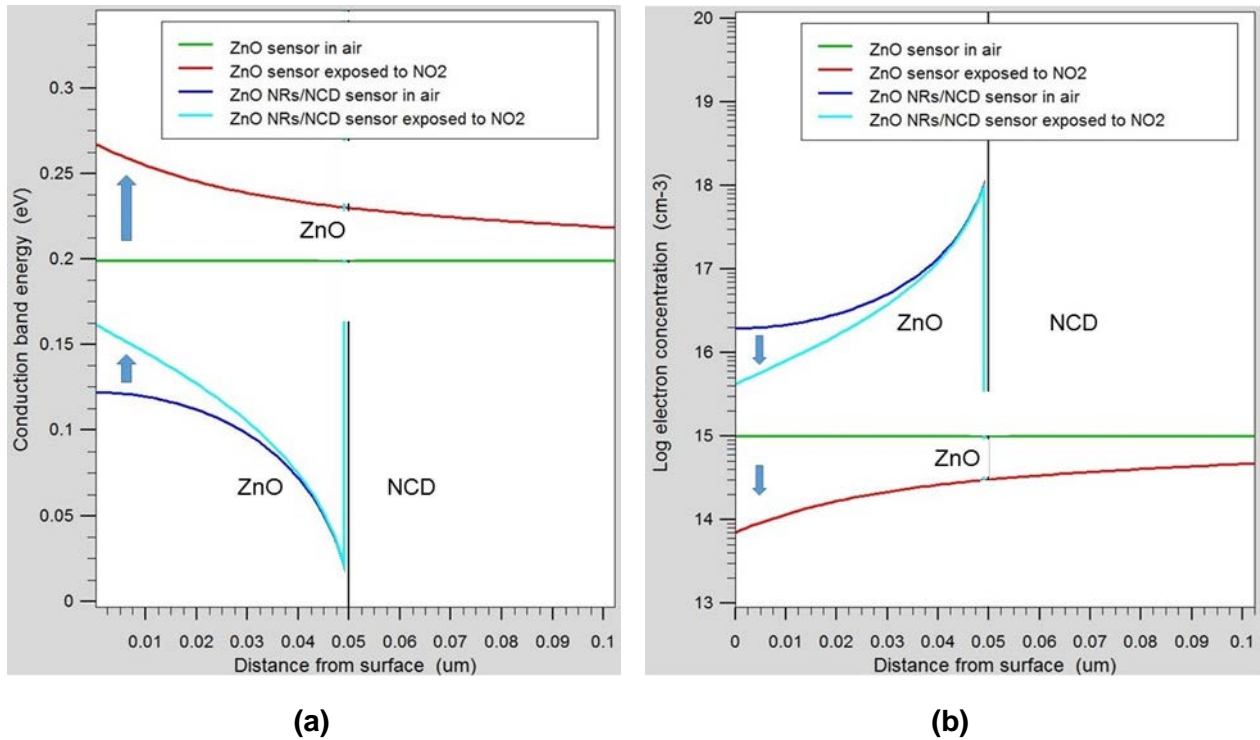 ZnO sensor in air
ZnO sensor exposed to NO2
ZnO NRs/NCD sensor in air
ZnO NRs/NCD sensor exposed to NO2
Conduction band energy (eV)
0.3
0.25
0.2
0.15
0.1
0.05
0
ZnO
ZnO
NCD
0.01 0.02 0.03 0.04 0.05 0.06 0.07 0.08 0.09 0.1
Distance from surface (um)
(a)
ZnO sensor in air
ZnO sensor exposed to NO2
ZnO NRs/NCD sensor in air
ZnO NRs/NCD sensor exposed to NO2
Log electron concentration (cm-3)
20
19
18
17
16
15
14
13
ZnO
NCD
ZnO
0 0.01 0.02 0.03 0.04 0.05 0.06 0.07 0.08 0.09 0.1
Distance from surface (um)
(b)